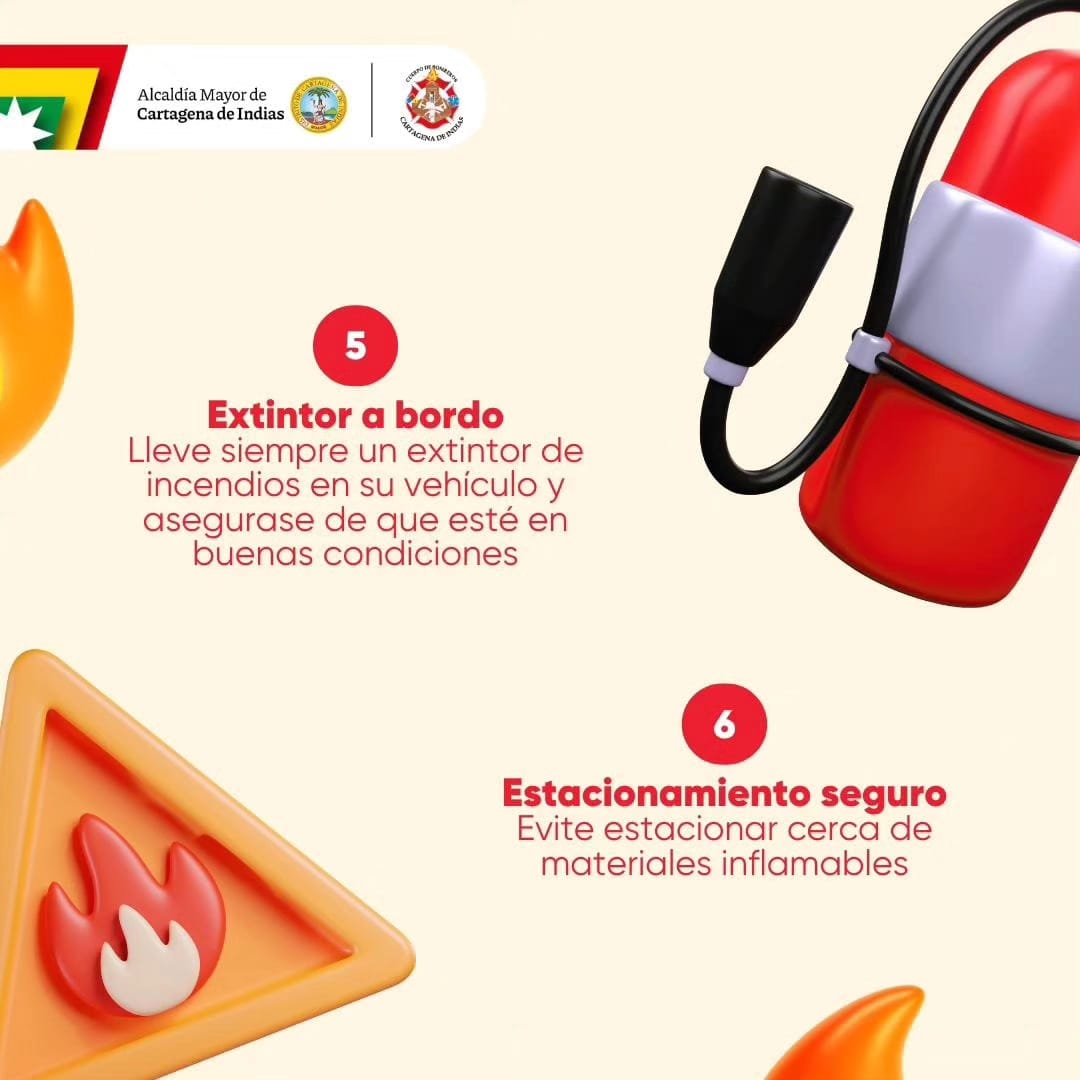 Alcaldía Mayor de
Cartagena de Indias
CUERPO DE BOMBEROS
CARTAGENA DE INDIAS
5
Extintor a bordo
Lleve siempre un extintor de
incendios en su vehículo y
asegurase de que esté en
buenas condiciones
6
Estacionamiento seguro
Evite estacionar cerca de
materiales inflamables